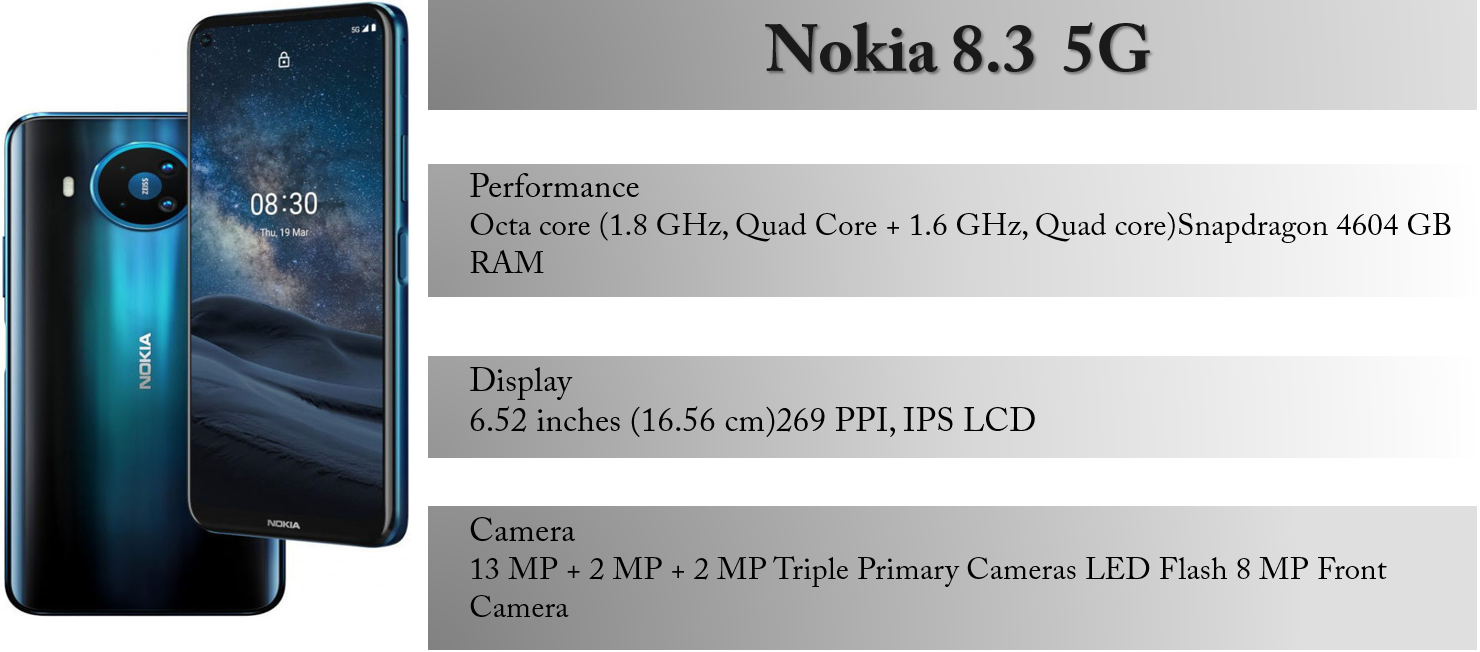 Nokia 8.3 5G
5G
08:30
Thu, 19 Mar
ZEISS
NOKIA
NOKIA
Performance
Octa core (1.8 GHz, Quad Core + 1.6 GHz, Quad core)Snapdragon 4604 GB
RAM
Display
6.52 inches (16.56 cm)269 PPI, IPS LCD
Camera
13 MP + 2 MP + 2 MP Triple Primary Cameras LED Flash 8 MP Front
Camera